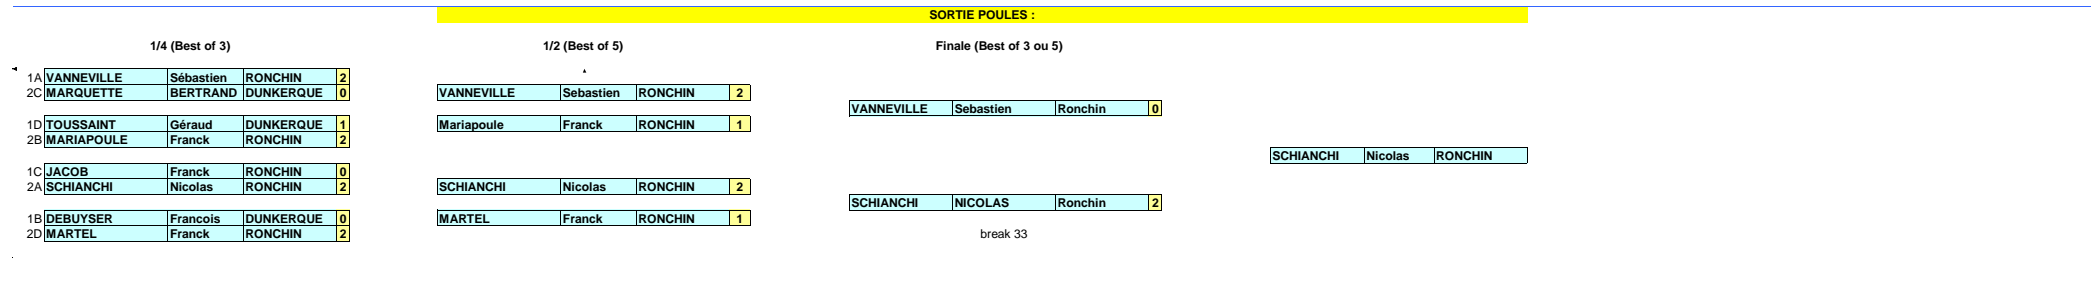 SORTIE POULES :
1/4 (Best of 3) 1/2 (Best of 5) Finale (Best of 3 ou 5)
1A VANNEVILLE Sébastien RONCHIN 2
2C MARQUETTE BERTRAND DUNKERQUE 0 VANNEVILLE Sebastien RONCHIN 2
VANNEVILLE Sebastien Ronchin 0
1D TOUSSAINT Géraud DUNKERQUE 1 Mariapoule Franck RONCHIN 1
2B MARIAPOULE Franck RONCHIN 2
SCHIANCHI Nicolas RONCHIN
1C JACOB Franck RONCHIN 0
2A SCHIANCHI Nicolas RONCHIN 2 SCHIANCHI Nicolas RONCHIN 2
SCHIANCHI NICOLAS Ronchin 2
1B DEBUYSER Francois DUNKERQUE 0 MARTEL Franck RONCHIN 1
2D MARTEL Franck RONCHIN 2 break 33